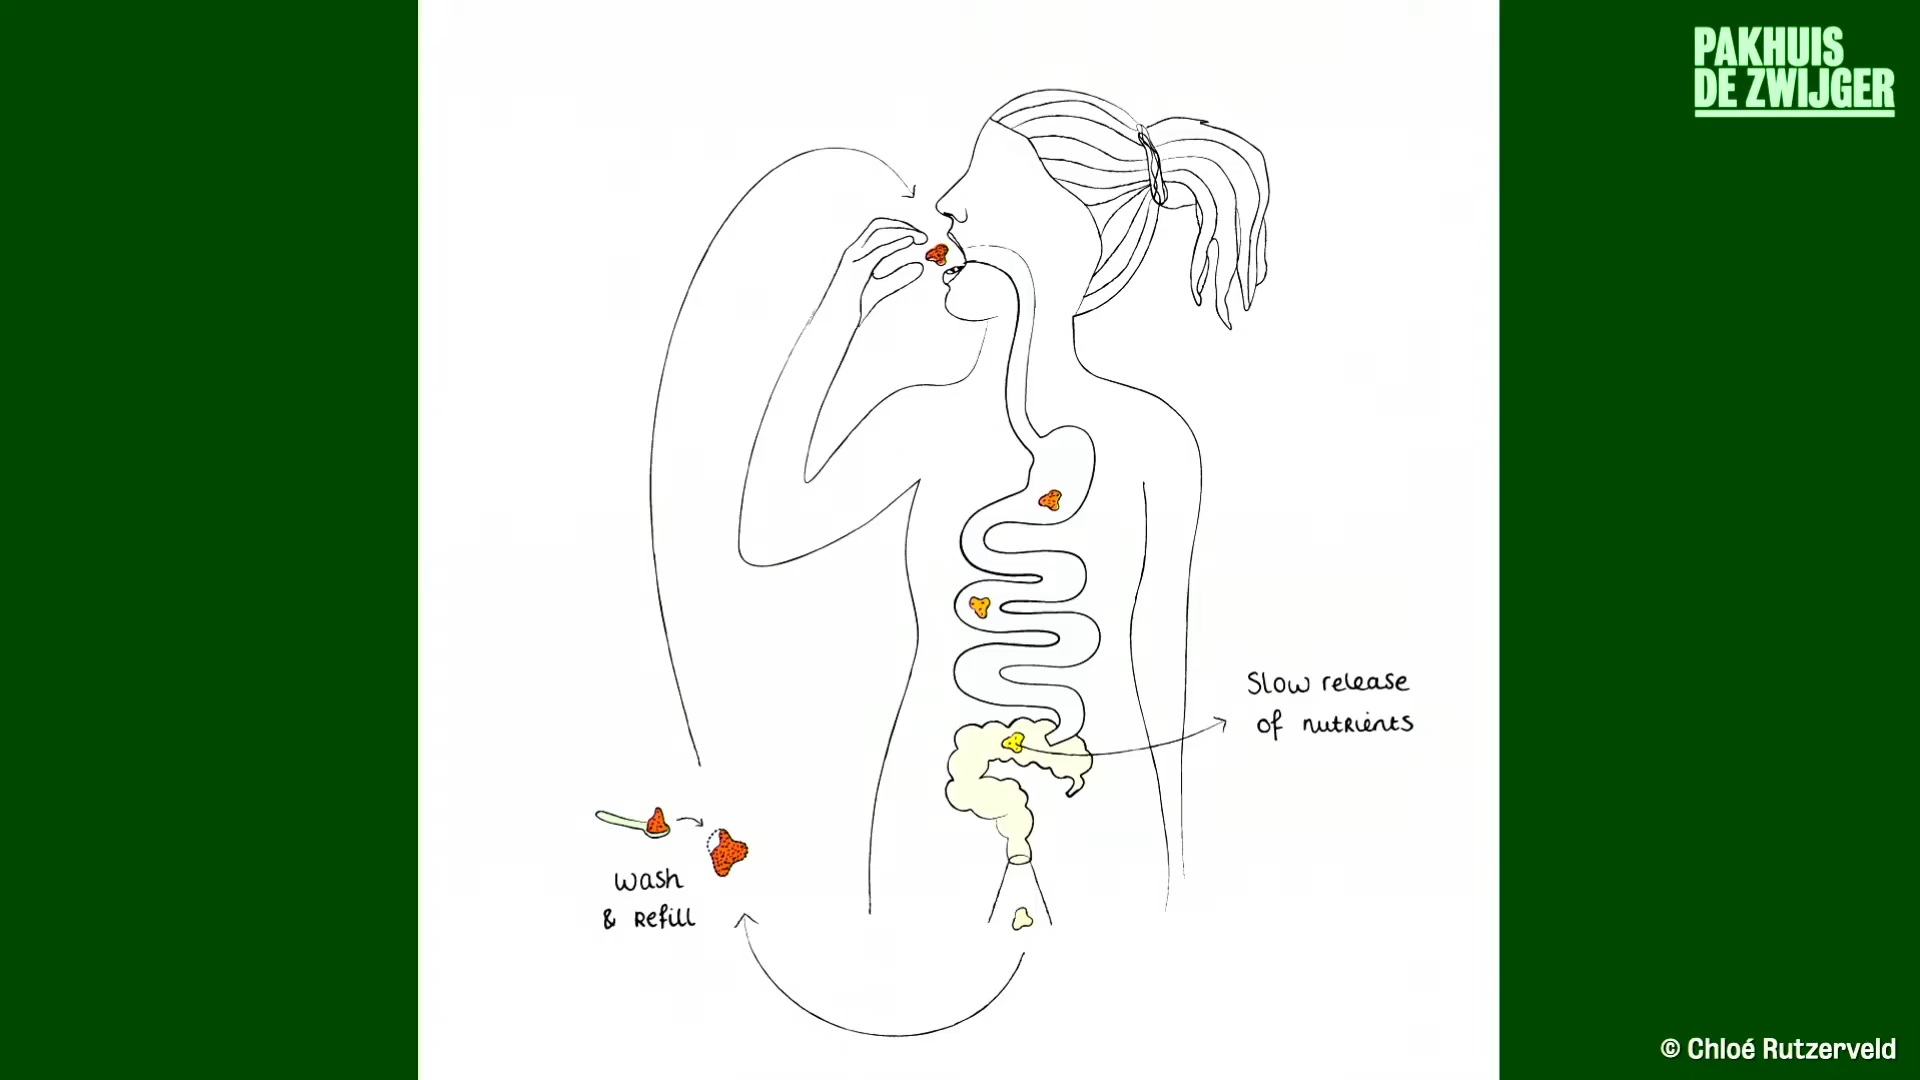 PAKHUIS
DE ZWIJGER
Slow release
of nutrients
wash
& Refill
© Chloé Rutzerveld